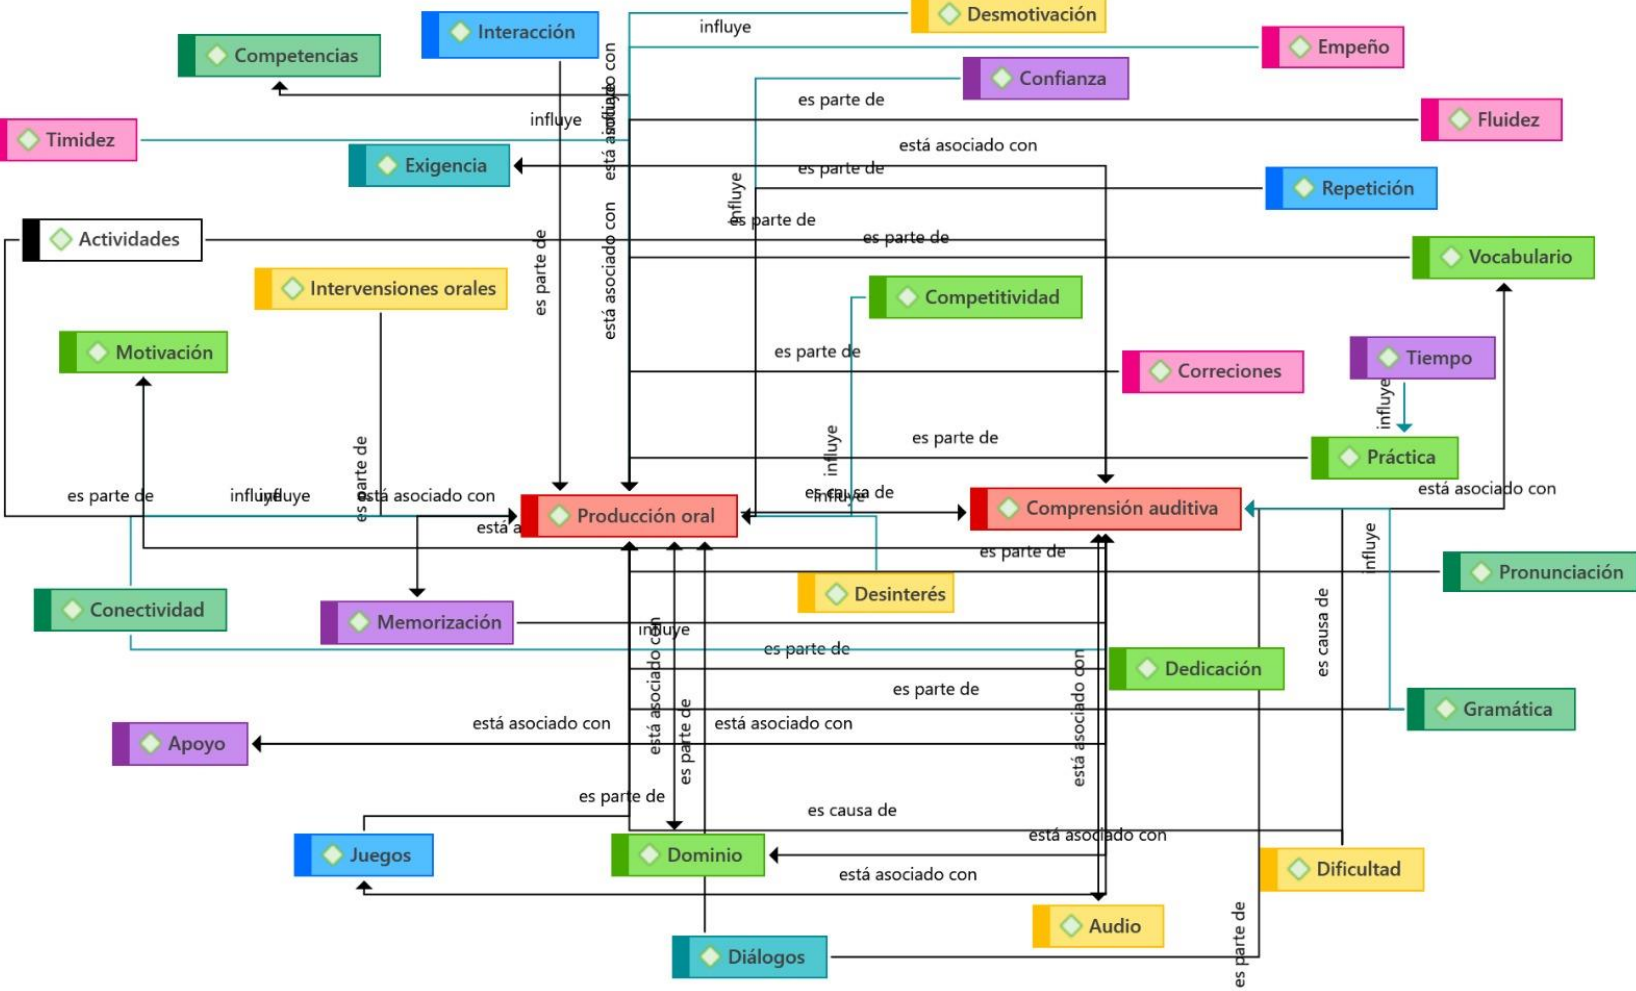 Desmotivación
influye
Interacción
Empeño
Competencias
Confianza
es parte de
está asociado con
influye
influye
Fluidez
Timidez
está asociado con
Exigencia
es parte de
Repetición
influye
es parte de
Actividades
es parte de
es parte de
está asociado con
Vocabulario
Intervensiones orales
Competitividad
Motivación
es parte de
Tiempo
Correciones
influye
es parte de
influye
es parte de
Práctica
es parte de
influye
influye
está asociado con
es causa de
influye
está asociado con
Producción oral
Comprensión auditiva
está a
es parte de
influye
Pronunciación
Desinterés
Conectividad
Memorización
influye
es causa de
está asociado con
es parte de
Dedicación
es parte de
está asociado con
Gramática
está asociado con
está asociado con
es parte de
Apoyo
es parte de
es causa de
está asociado con
Juegos
Dominio
está asociado con
Dificultad
Audio
es parte de
Diálogos